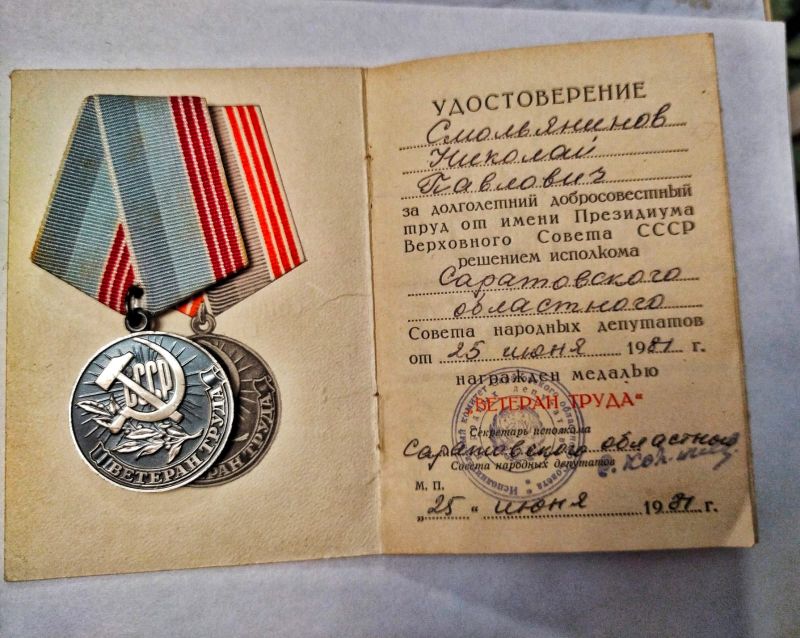 СССР
ВЕТЕРАН ТРУДА
АН ТРУДА
УДОСТОВЕРЕНИЕ
Смольянинов
Николай
Павлович
за долголетний добросовестный
труд от имени Президиума
Верховного Совета СССР
решением исполкома
Саратовского
областного
Совета народных депутатов
от 25 июня 1981 г.
награжден медалью
"ВЕТЕРАН ТРУДА"
Секретарь исполкома
Саратовского областного
Совета народных депутатов
М. П.
„25" июня 1981 г.